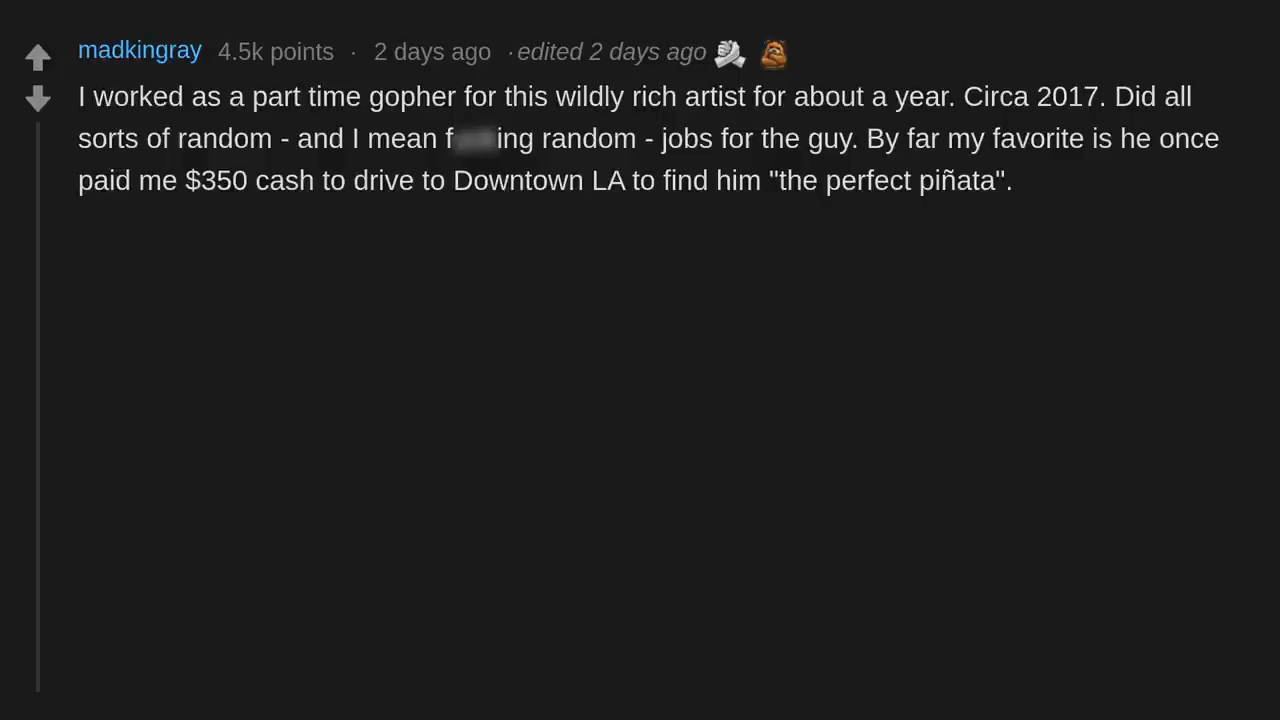 madkingray 4.5k points · 2 days ago · edited 2 days ago
I worked as a part time gopher for this wildly rich artist for about a year. Circa 2017. Did all
sorts of random - and I mean f ing random - jobs for the guy. By far my favorite is he once
paid me $350 cash to drive to Downtown LA to find him "the perfect piñata".